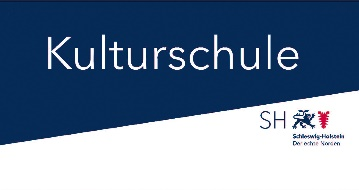 Kulturschule
SH
Schleswig-Holstein
Der echte Norden